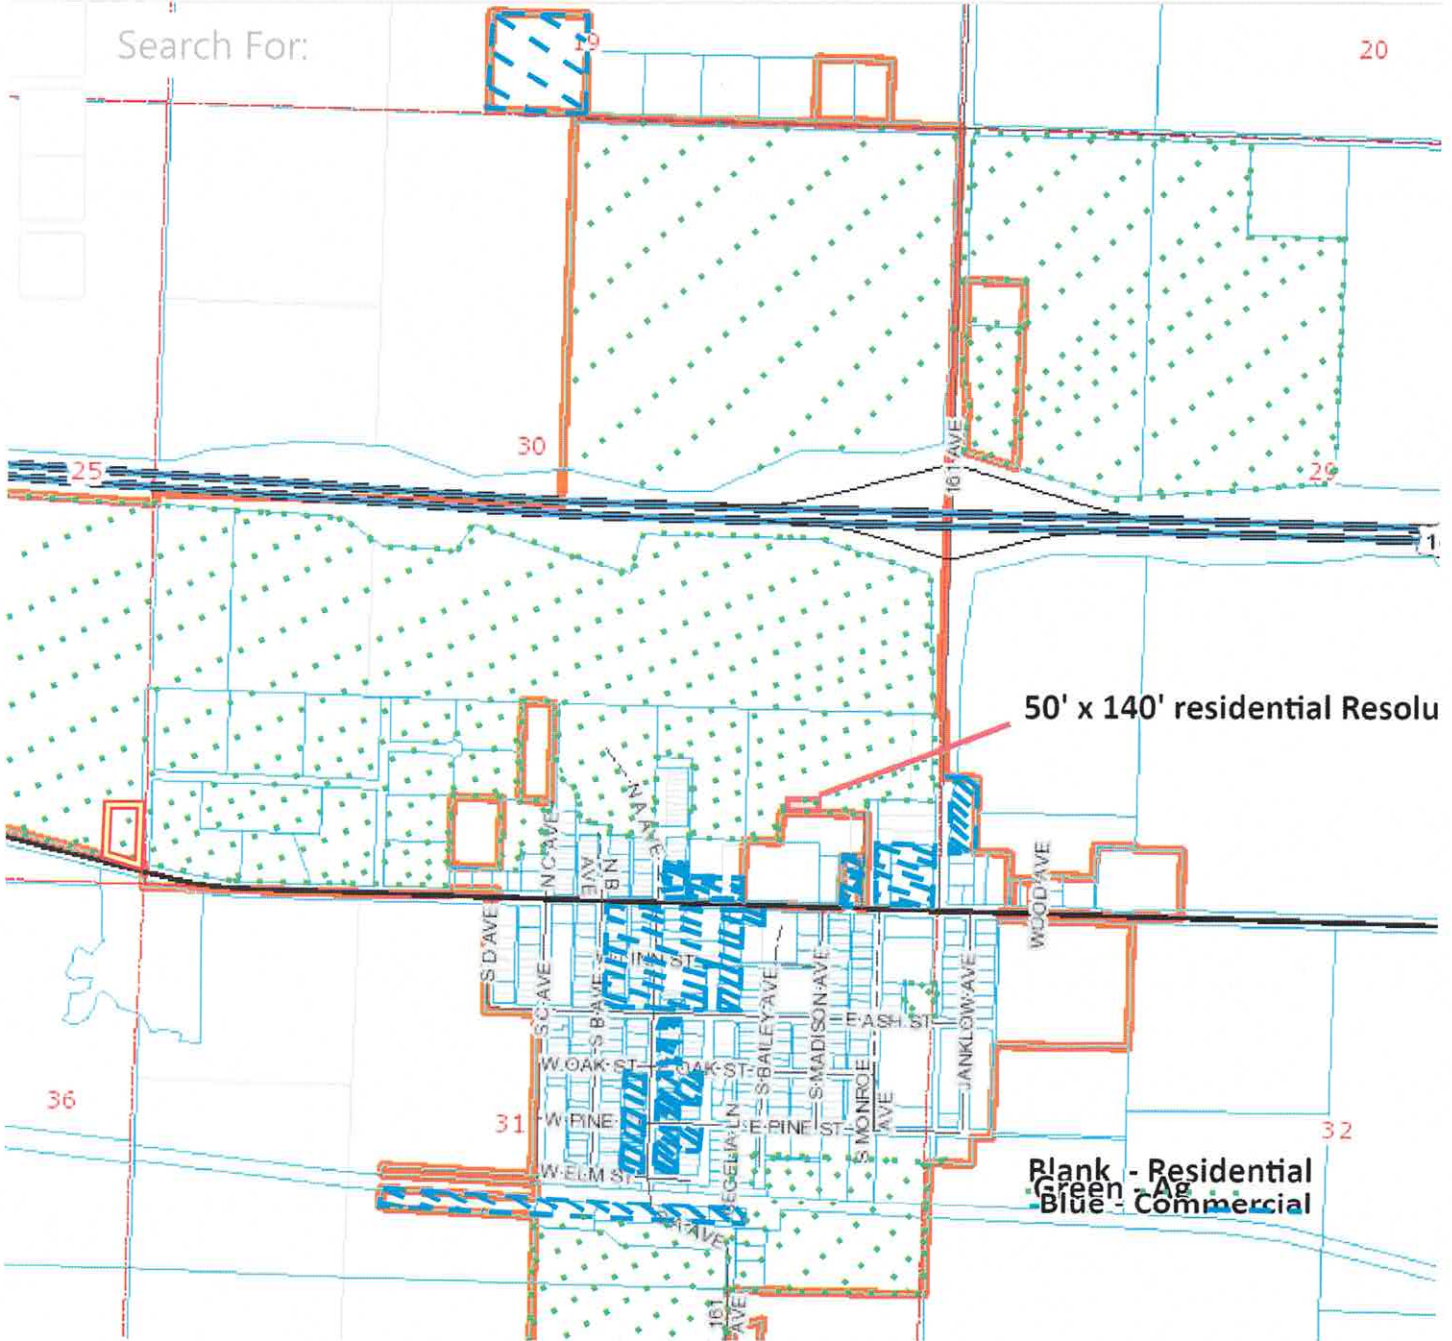 Search For:
19
20
30
161 AVE
25
29
50' x 140' residential Resolu
N A AVE
N C AVE
N B
AVE
WOOD AVE
S D AVE
INN ST
S C AVE
S B AVE
S BAILEY AVE
S MADISON AVE
E ASH ST
JANKLOW AVE
W OAK ST
OAK ST
36
31
W PINE
E PINE ST
S MONROE
AVE
32
W ELM ST
Blank - Residential
Green - Ag
Blue - Commercial
AVE
161
AVE